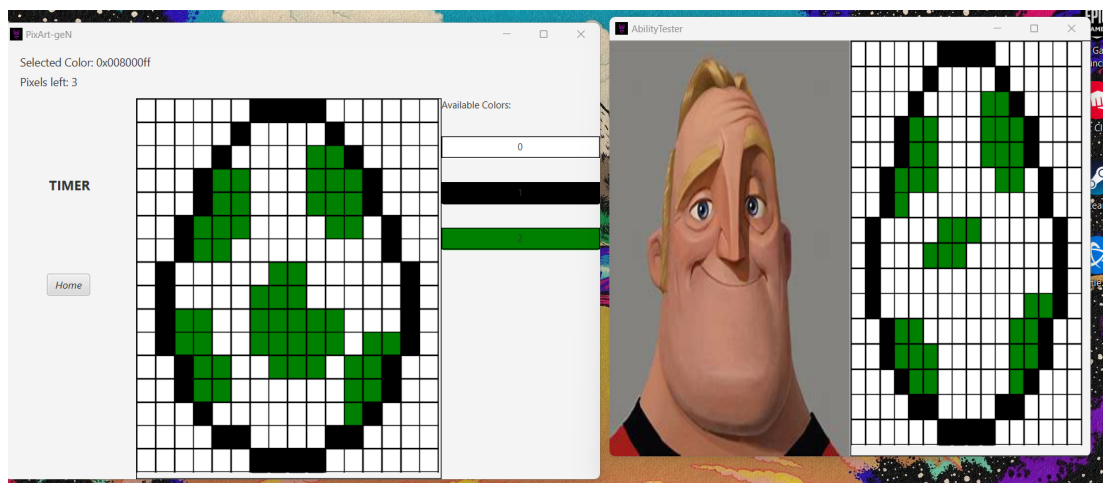 PixArt-geN
Selected Color: 0x008000ff
Pixels left: 3
TIMER
Home
Available Colors:
0
1
2
AbilityTester